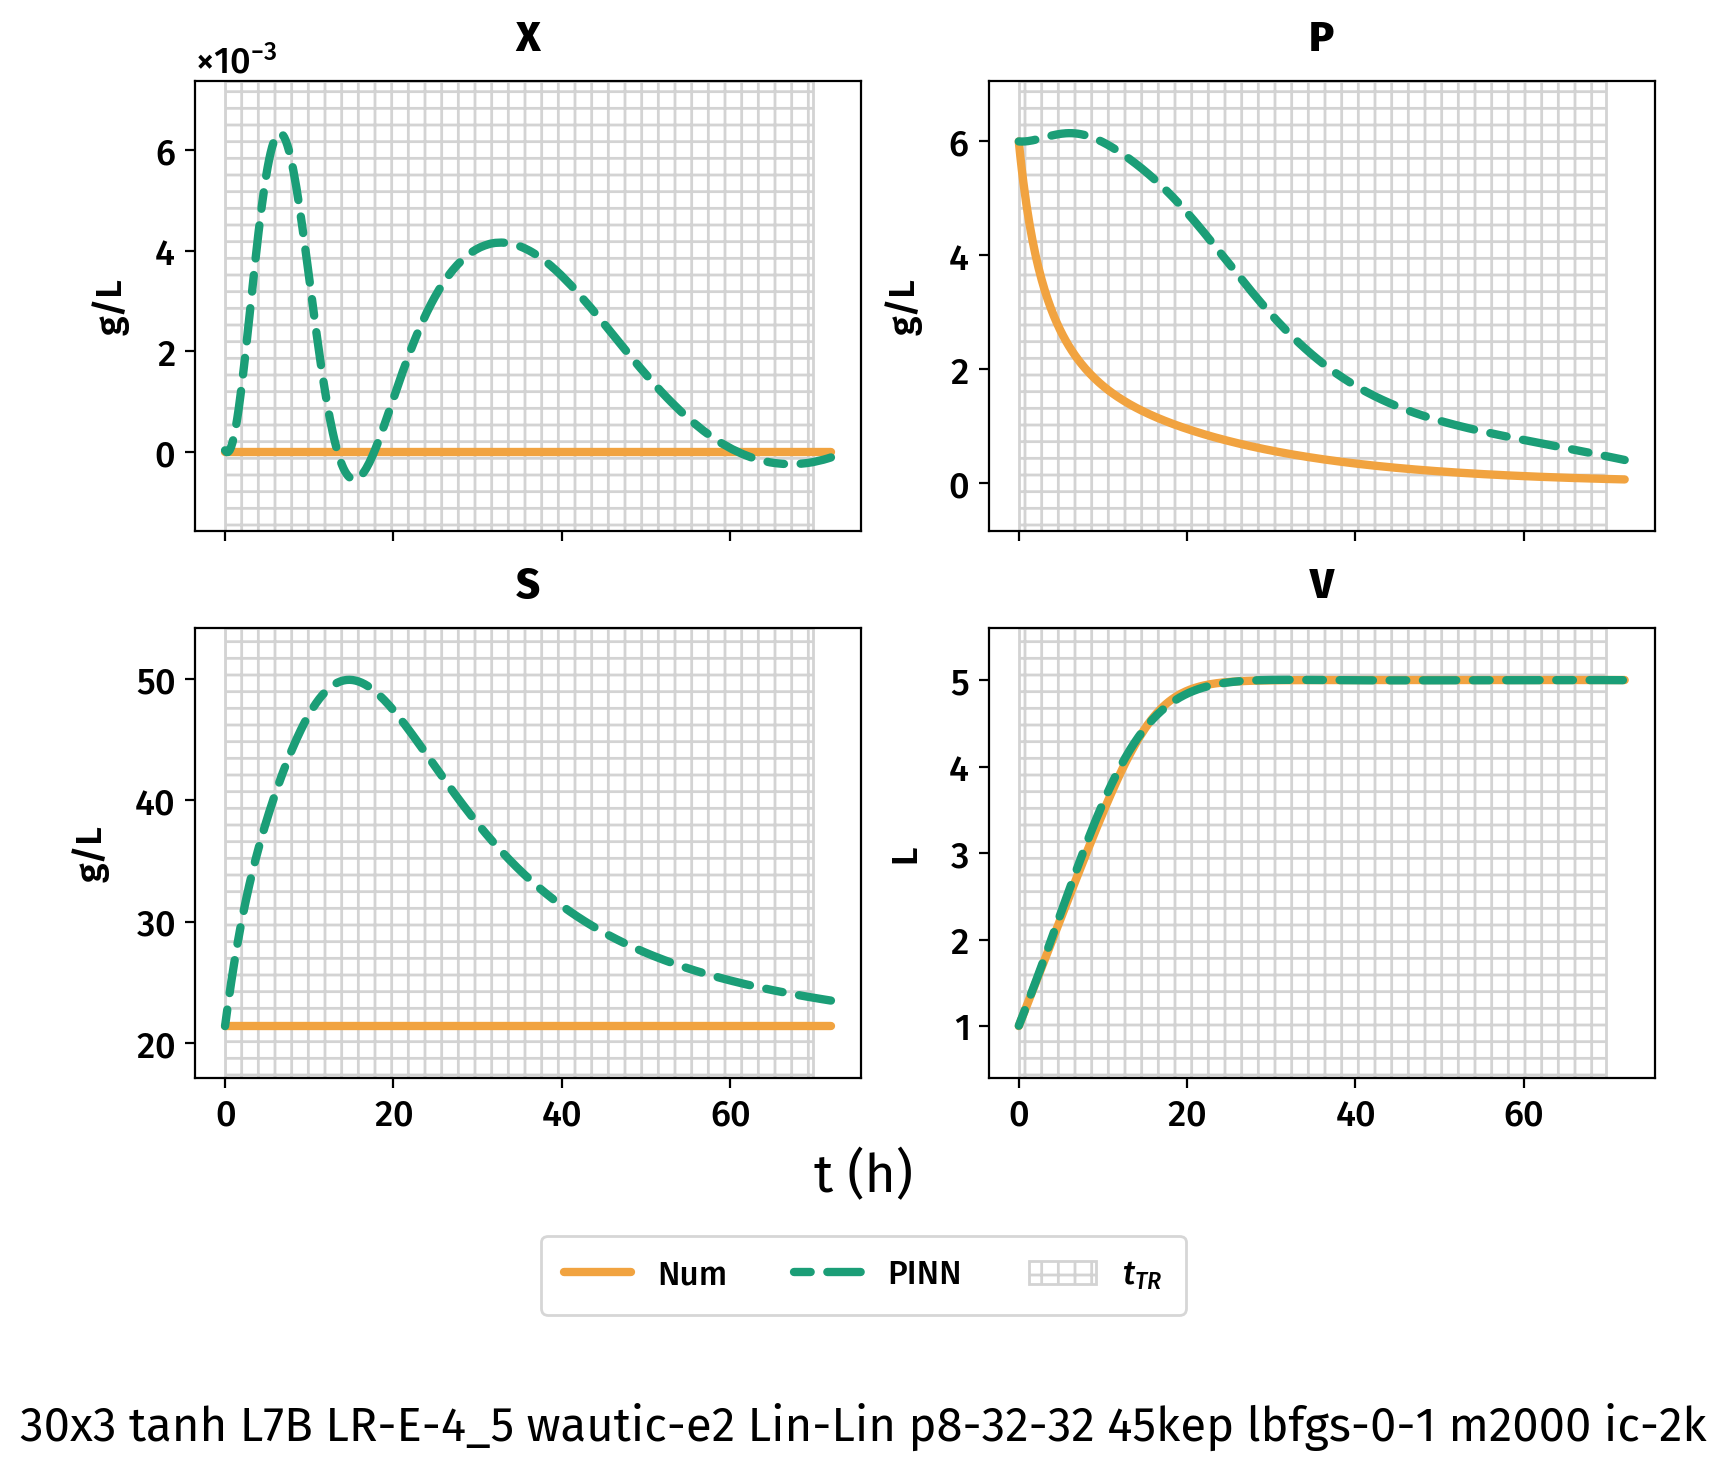 X
×10⁻³
6
4
2
0
g/L
P
6
4
2
0
g/L
S
50
40
30
20
g/L
0 20 40 60
V
5
4
3
2
1
L
0 20 40 60
t (h)
Num PINN t_TR
30x3 tanh L7B LR-E-4_5 wautic-e2 Lin-Lin p8-32-32 45kep lbfgs-0-1 m2000 ic-2k